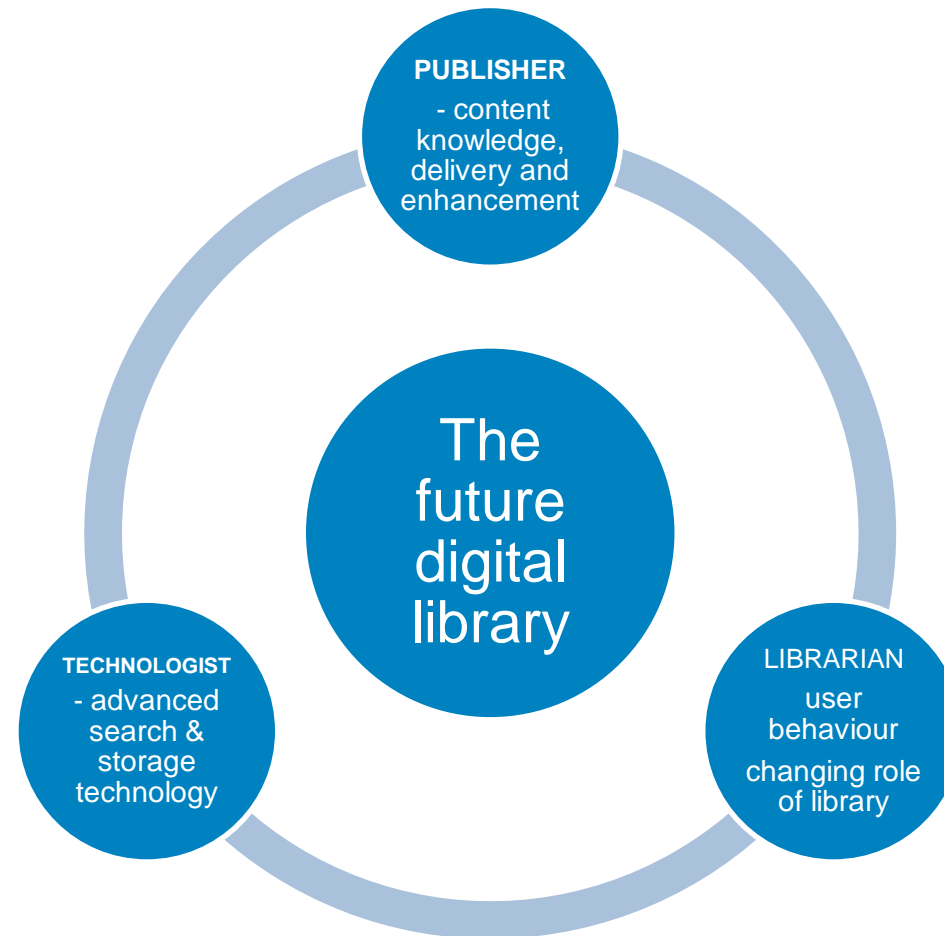 PUBLISHER
- content
knowledge,
delivery and
enhancement
The
future
digital
library
TECHNOLOGIST
- advanced
search &
storage
technology
LIBRARIAN
user
behaviour
changing role
of library